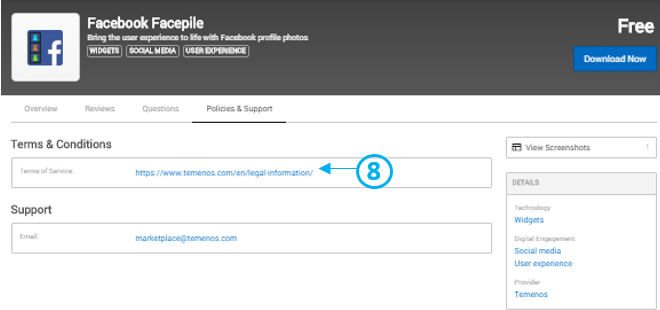 Facebook Facepile
Bring the user experience to life with Facebook profile photos
WIDGETS SOCIAL MEDIA USER EXPERIENCE
Free
Download Now
Overview Reviews Questions Policies & Support
Terms & Conditions
Terms of Service: https://www.temenos.com/en/legal-information/
8
Support
Email: marketplace@temenos.com
View Screenshots 1
DETAILS
Technology
Widgets
Digital Engagement
Social media
User experience
Provider
Temenos